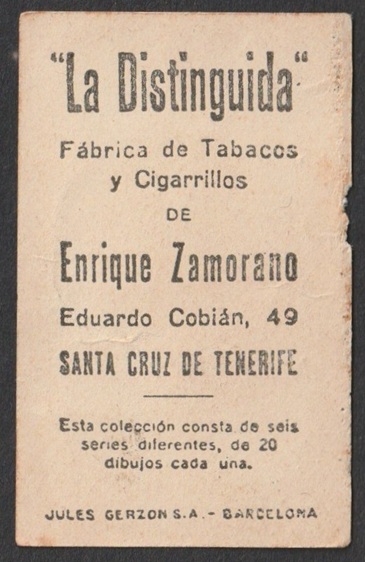 "La Distinguida"
Fábrica de Tabacos
y Cigarrillos
DE
Enrique Zamorano
Eduardo Cobián, 49
SANTA CRUZ DE TENERIFE
Esta colección consta de seis
series diferentes, de 20
dibujos cada una.
JULES GERZON S.A. - BARCELONA